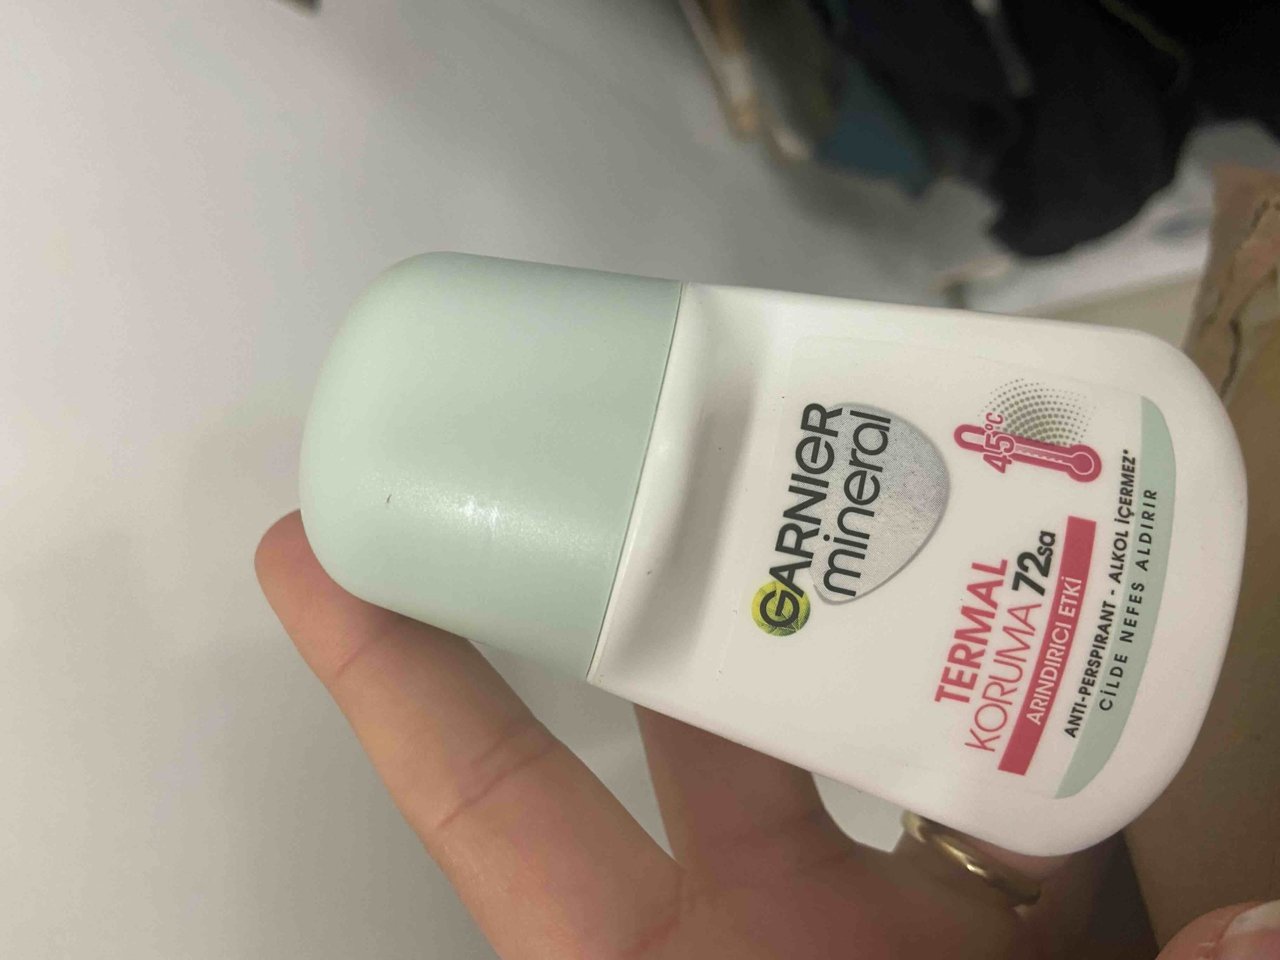 GARNIER
mineral
45°C
TERMAL
KORUMA 72sa
ARINDIRICI ETKİ
ANTI-PERSPIRANT - ALKOL İÇERMEZ*
CİLDE NEFES ALDIRIR